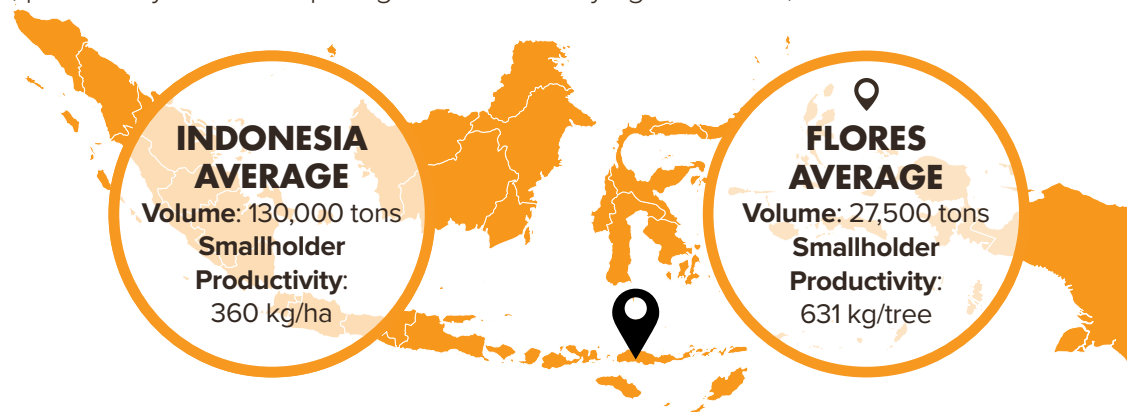 INDONESIA
AVERAGE
Volume: 130,000 tons
Smallholder
Productivity:
360 kg/ha
FLORES
AVERAGE
Volume: 27,500 tons
Smallholder
Productivity:
631 kg/tree